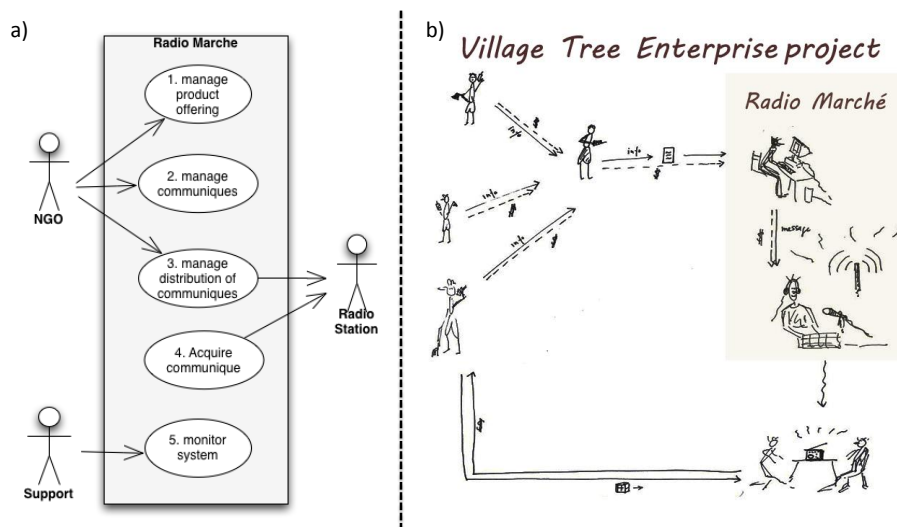 a)
Radio Marche
1. manage
product
offering
2. manage
communiques
3. manage
distribution of
communiques
4. Acquire
communique
5. monitor
system
NGO
Radio
Station
Support
b)
Village Tree Enterprise project
Radio Marché
$
info
info
$
info
$
info
$
message